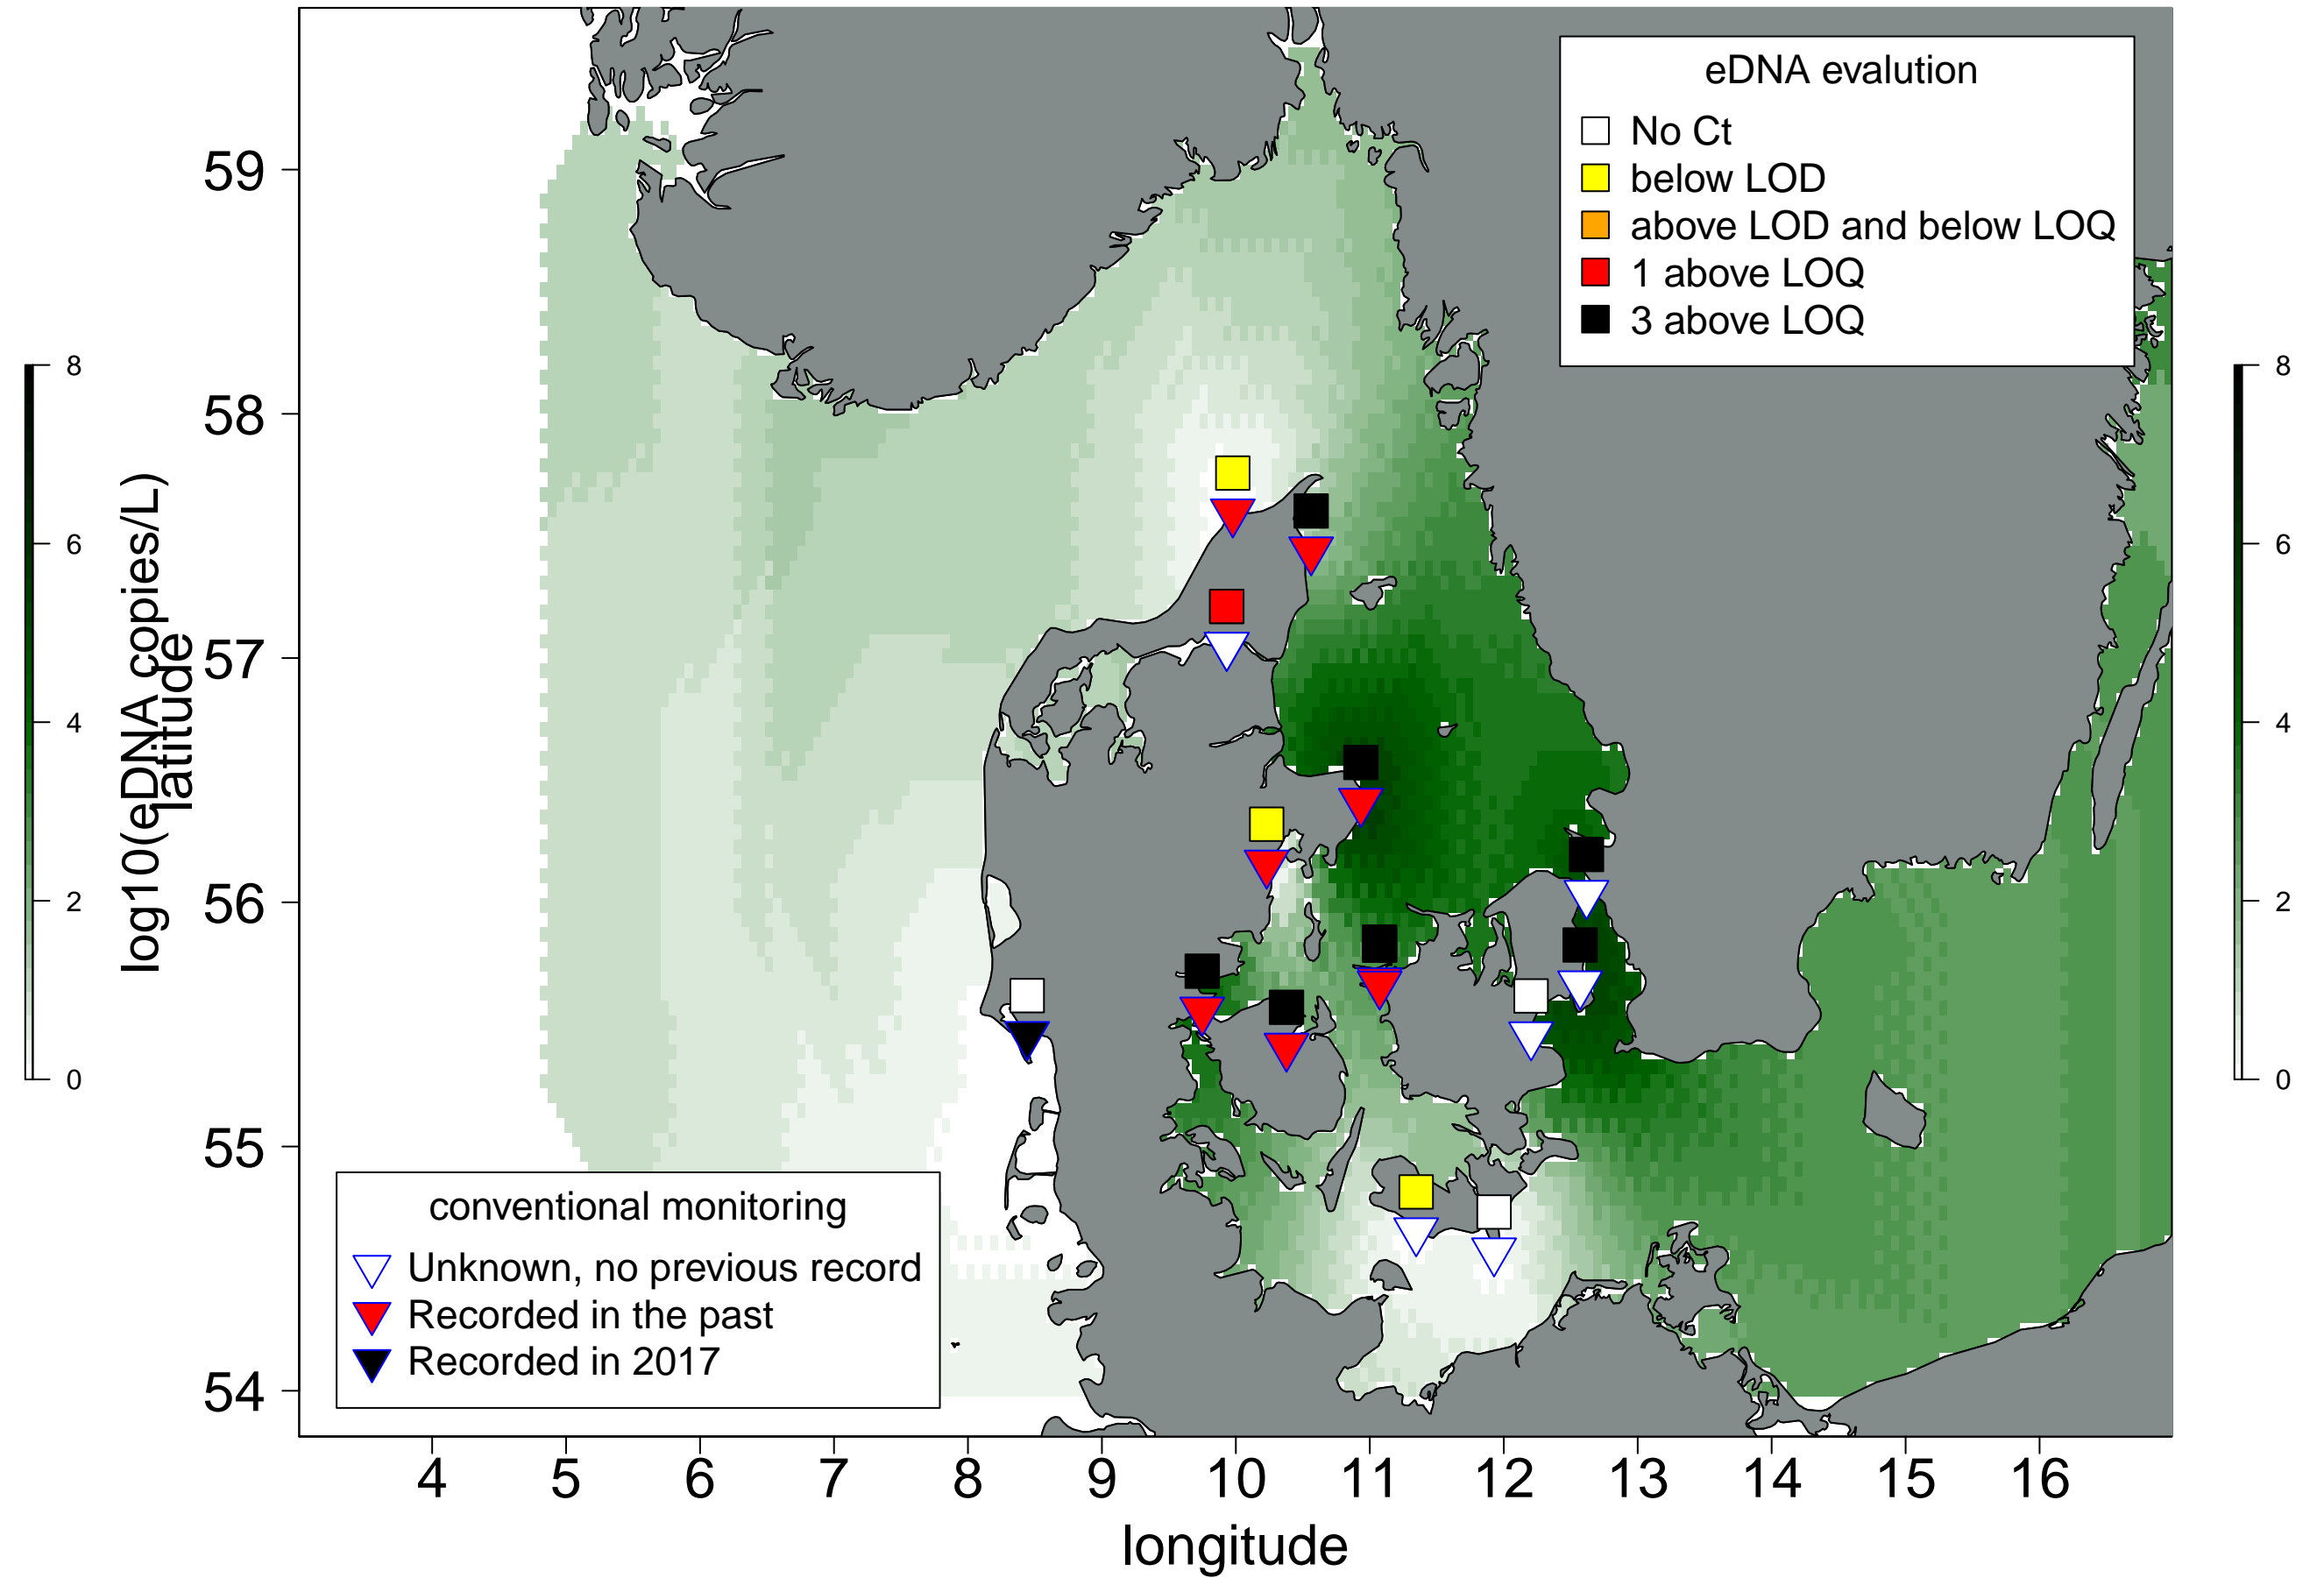 eDNA evalution
No Ct
below LOD
above LOD and below LOQ
1 above LOQ
3 above LOQ
59
58
57
56
55
54
latitude
log10(eDNA copies/L)
8
6
4
2
0
8
6
4
2
0
conventional monitoring
Unknown, no previous record
Recorded in the past
Recorded in 2017
4 5 6 7 8 9 10 11 12 13 14 15 16
longitude